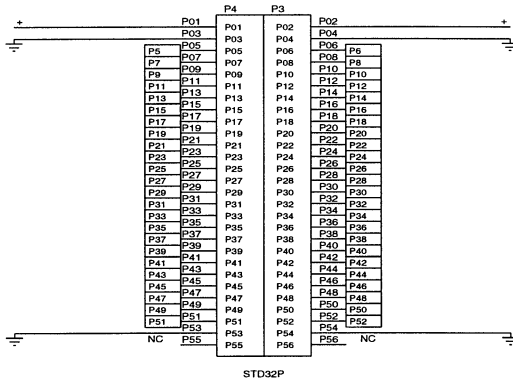 P4 P3
+ P01 P01 P02 P02 +
P03 P03 P04 P04
P5 P05 P05 P06 P06 P6
P7 P07 P07 P08 P08 P8
P9 P09 P09 P10 P10 P10
P11 P11 P11 P12 P12 P12
P13 P13 P13 P14 P14 P14
P15 P15 P15 P16 P16 P16
P17 P17 P17 P18 P18 P18
P19 P19 P19 P20 P20 P20
P21 P21 P21 P22 P22 P22
P23 P23 P23 P24 P24 P24
P25 P25 P25 P26 P26 P26
P27 P27 P27 P28 P28 P28
P29 P29 P29 P30 P30 P30
P31 P31 P31 P32 P32 P32
P33 P33 P33 P34 P34 P34
P35 P35 P35 P36 P36 P36
P37 P37 P37 P38 P38 P38
P39 P39 P39 P40 P40 P40
P41 P41 P41 P42 P42 P42
P43 P43 P43 P44 P44 P44
P45 P45 P45 P46 P46 P46
P47 P47 P47 P48 P48 P48
P49 P49 P49 P50 P50 P50
P51 P51 P51 P52 P52 P52
P53 P53 P54 P54
NC P55 P55 P56 P56 NC
STD32P